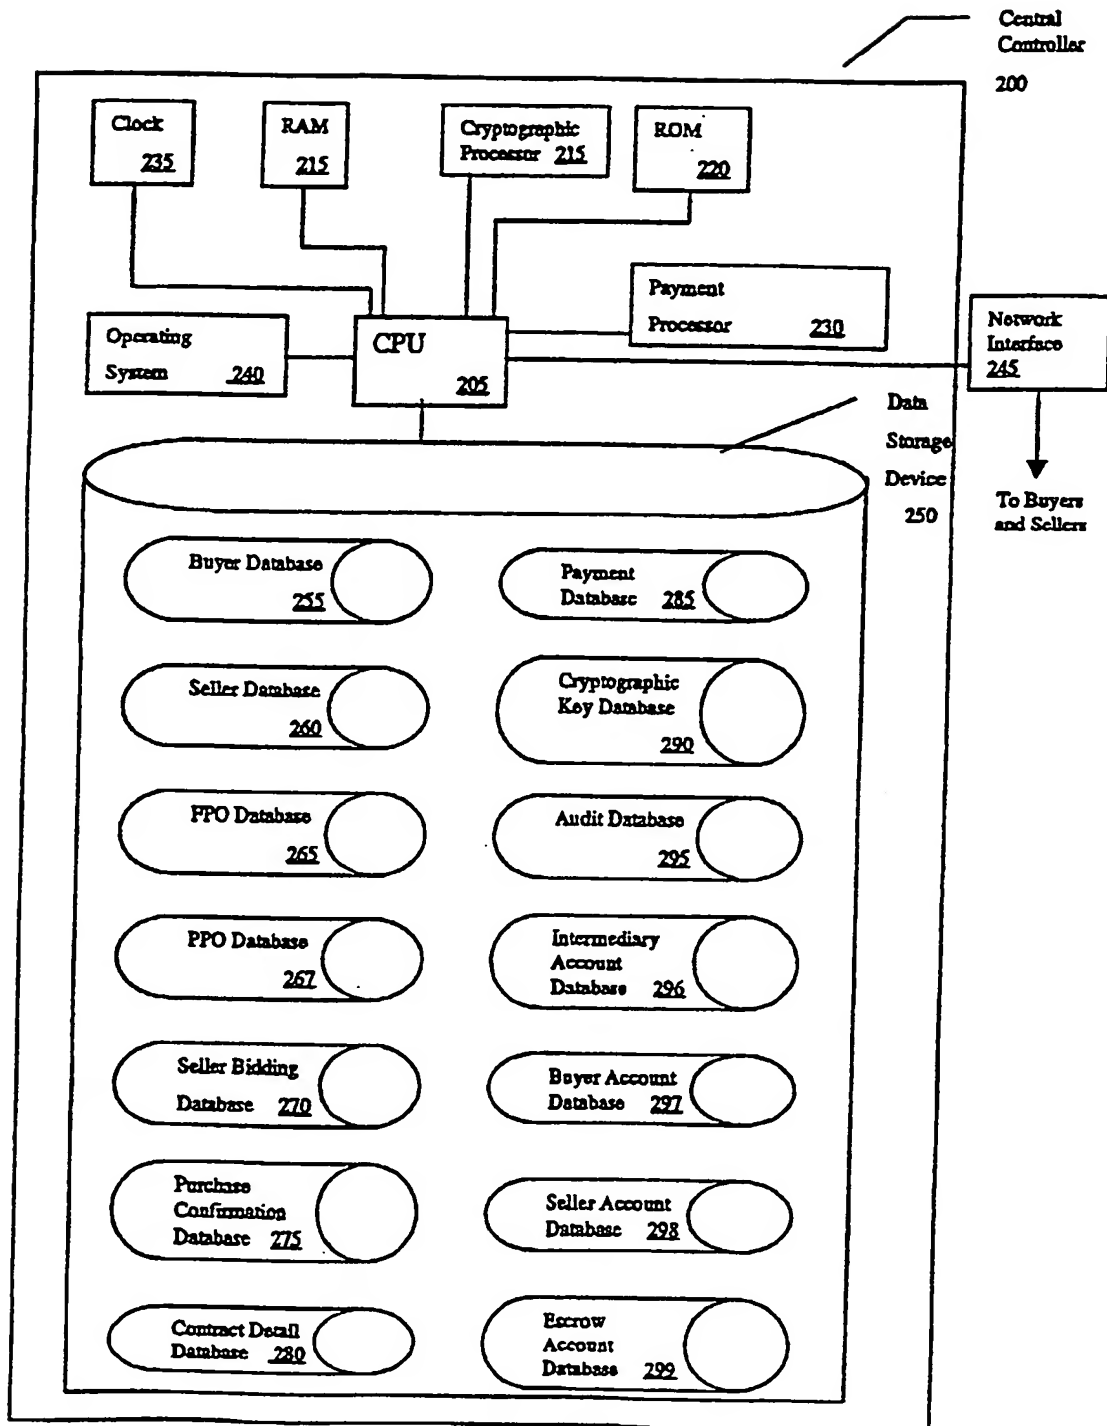 Central
Controller
200
Clock
235
RAM
215
Cryptographic
Processor 215
ROM
220
Payment
Processor 230
Operating
System 240
CPU
205
Network
Interface
245
Data
Storage
Device
250
To Buyers
and Sellers
Buyer Database
255
Payment
Database 285
Seller Database
260
Cryptographic
Key Database
290
FPO Database
265
Audit Database
295
PPO Database
267
Intermediary
Account
Database 296
Seller Bidding
Database 270
Buyer Account
Database 297
Purchase
Confirmation
Database 275
Seller Account
Database 298
Contract Detail
Database 280
Escrow
Account
Database 299